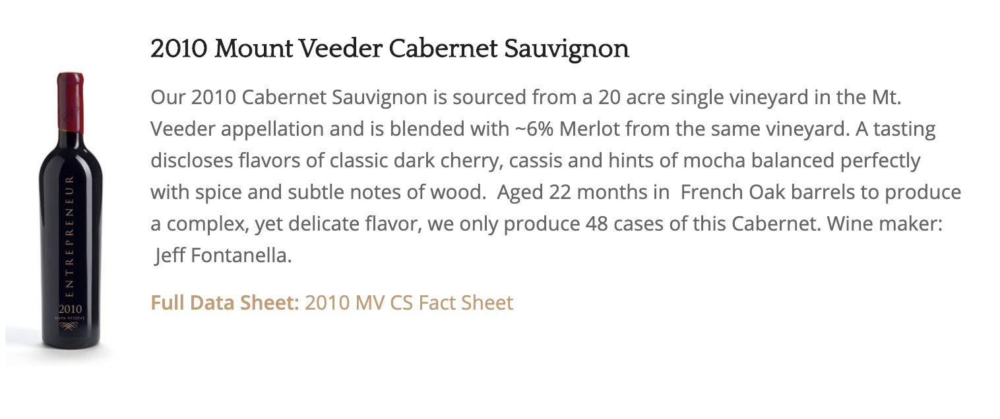 2010 Mount Veeder Cabernet Sauvignon
Our 2010 Cabernet Sauvignon is sourced from a 20 acre single vineyard in the Mt.
Veeder appellation and is blended with ~6% Merlot from the same vineyard. A tasting
discloses flavors of classic dark cherry, cassis and hints of mocha balanced perfectly
with spice and subtle notes of wood.  Aged 22 months in  French Oak barrels to produce
a complex, yet delicate flavor, we only produce 48 cases of this Cabernet. Wine maker:
Jeff Fontanella.
Full Data Sheet: 2010 MV CS Fact Sheet
ENTREPRENEUR
2010
NAPA RESERVE